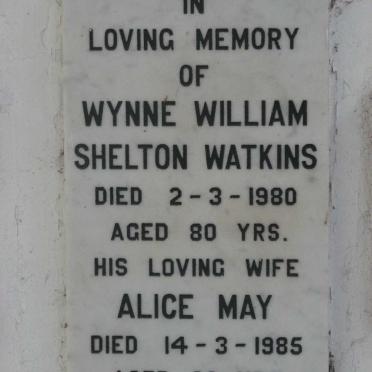 IN
LOVING MEMORY
OF
WYNNE WILLIAM
SHELTON WATKINS
DIED 2-3-1980
AGED 80 YRS.
HIS LOVING WIFE
ALICE MAY
DIED 14-3-1985
AGED